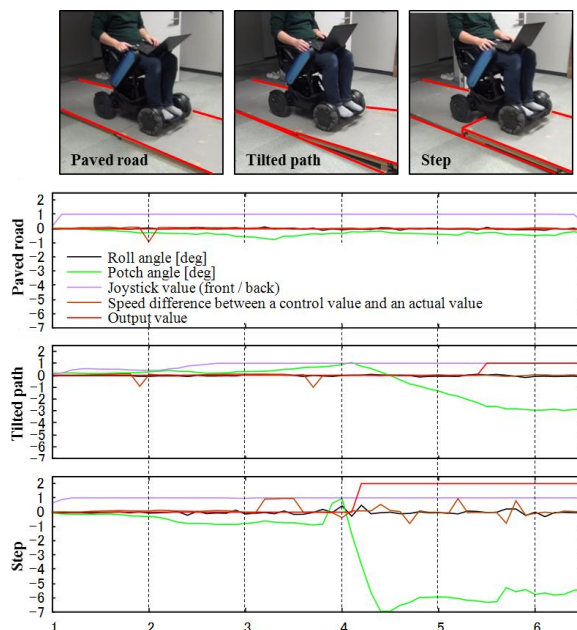 Paved road
Tilted path
Step
2
1
0
-1
-2
-3
-4
-5
-6
-7
Paved road
Roll angle [deg]
Potch angle [deg]
Joystick value (front / back)
Speed difference between a control value and an actual value
Output value
2
1
0
-1
-2
-3
-4
-5
-6
-7
Tilted path
2
1
0
-1
-2
-3
-4
-5
-6
-7
Step
1 2 3 4 5 6